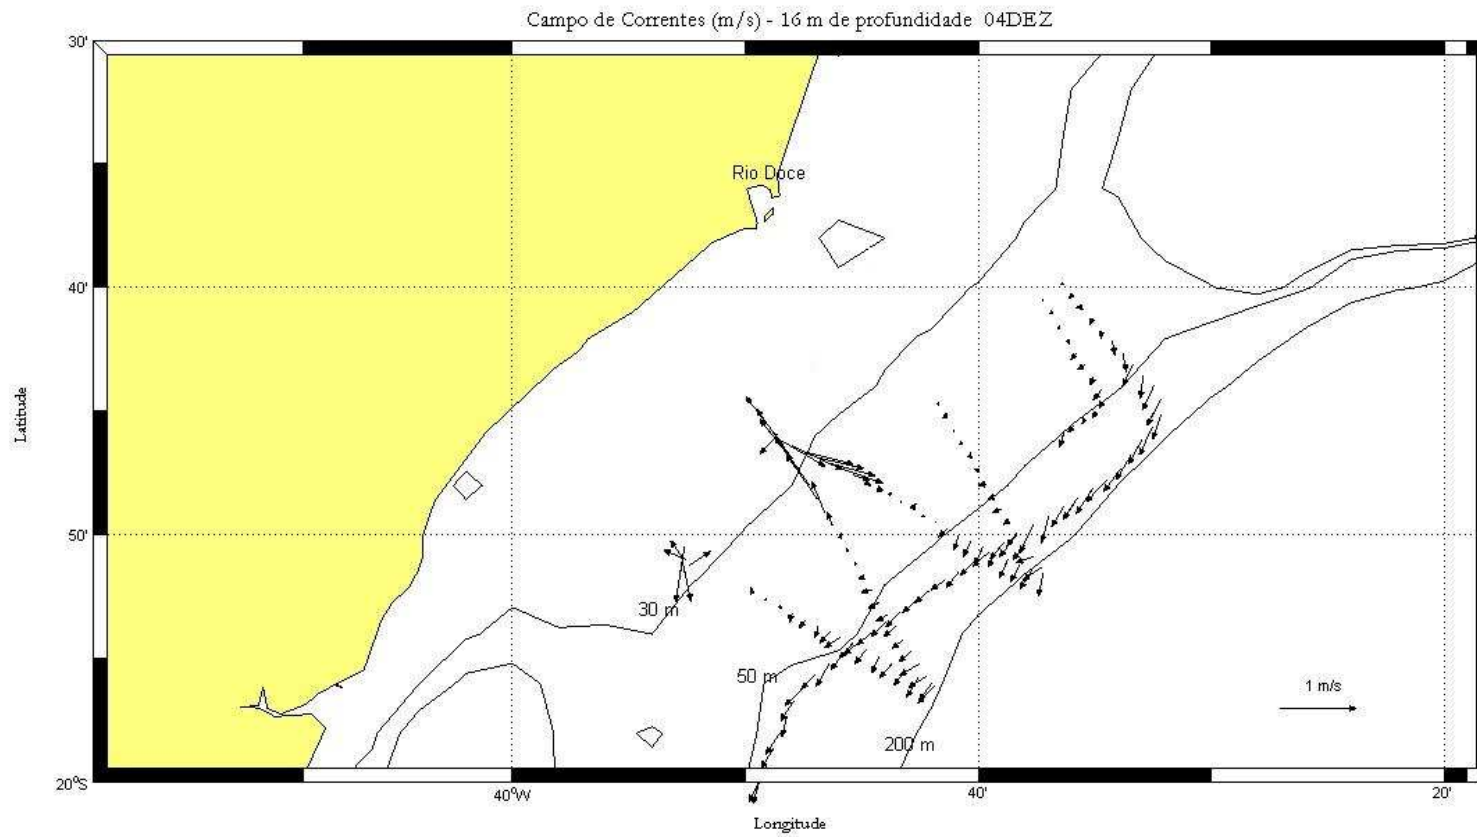 Campo de Correntes (m/s) - 16 m de profundidade 04DEZ
30'
Rio Doce
40'
Latitude
50'
30 m
50 m
1 m/s
200 m
20°S
40°W
40'
20'
Longitude